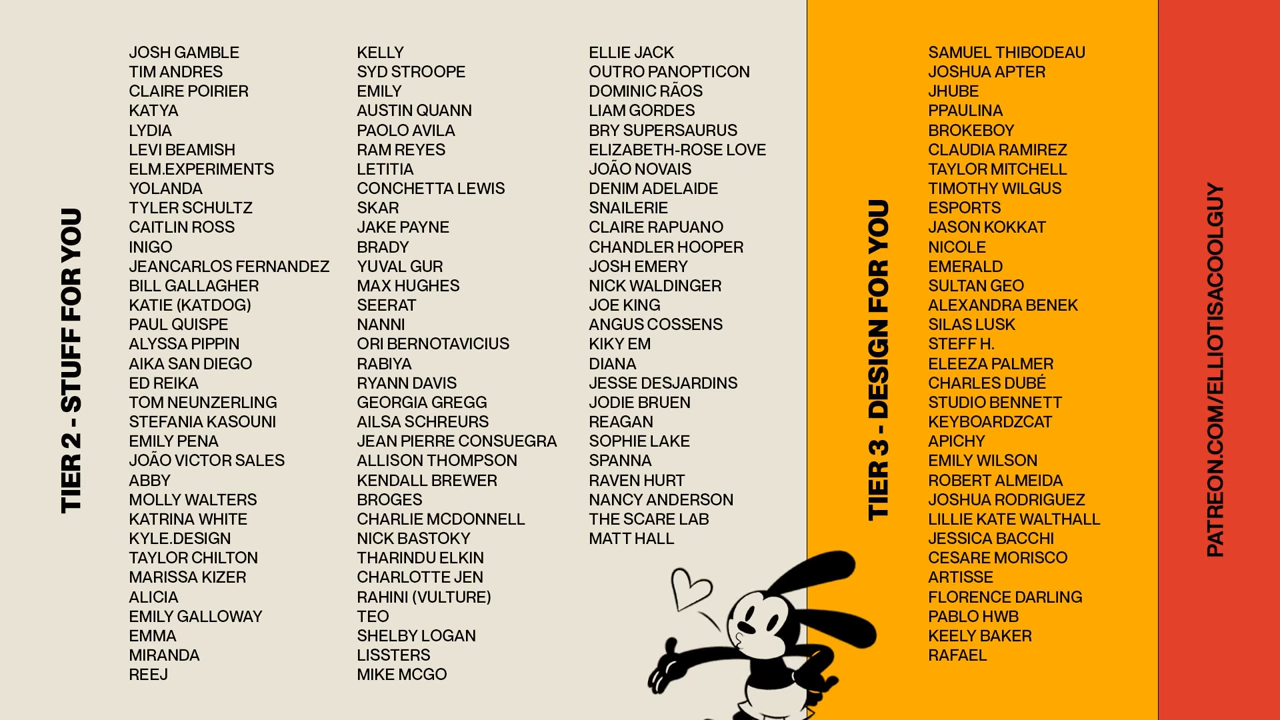 TIER 2 - STUFF FOR YOU
JOSH GAMBLE
TIM ANDRES
CLAIRE POIRIER
KATYA
LYDIA
LEVI BEAMISH
ELM.EXPERIMENTS
YOLANDA
TYLER SCHULTZ
CAITLIN ROSS
INIGO
JEANCARLOS FERNANDEZ
BILL GALLAGHER
KATIE (KATDOG)
PAUL QUISPE
ALYSSA PIPPIN
AIKA SAN DIEGO
ED REIKA
TOM NEUNZERLING
STEFANIA KASOUNI
EMILY PENA
JOÃO VICTOR SALES
ABBY
MOLLY WALTERS
KATRINA WHITE
KYLE.DESIGN
TAYLOR CHILTON
MARISSA KIZER
ALICIA
EMILY GALLOWAY
EMMA
MIRANDA
REEJ
KELLY
SYD STROOPE
EMILY
AUSTIN QUANN
PAOLO AVILA
RAM REYES
LETITIA
CONCHETTA LEWIS
SKAR
JAKE PAYNE
BRADY
YUVAL GUR
MAX HUGHES
SEERAT
NANNI
ORI BERNOTAVICIUS
RABIYA
RYANN DAVIS
GEORGIA GREGG
AILSA SCHREURS
JEAN PIERRE CONSUEGRA
ALLISON THOMPSON
KENDALL BREWER
BROGES
CHARLIE MCDONNELL
NICK BASTOKY
THARINDU ELKIN
CHARLOTTE JEN
RAHINI (VULTURE)
TEO
SHELBY LOGAN
LISSTERS
MIKE MCGO
ELLIE JACK
OUTRO PANOPTICON
DOMINIC RÃOS
LIAM GORDES
BRY SUPERSAURUS
ELIZABETH-ROSE LOVE
JOÃO NOVAIS
DENIM ADELAIDE
SNAILERIE
CLAIRE RAPUANO
CHANDLER HOOPER
JOSH EMERY
NICK WALDINGER
JOE KING
ANGUS COSSENS
KIKY EM
DIANA
JESSE DESJARDINS
JODIE BRUEN
REAGAN
SOPHIE LAKE
SPANNA
RAVEN HURT
NANCY ANDERSON
THE SCARE LAB
MATT HALL
TIER 3 - DESIGN FOR YOU
SAMUEL THIBODEAU
JOSHUA APTER
JHUBE
PPAULINA
BROKEBOY
CLAUDIA RAMIREZ
TAYLOR MITCHELL
TIMOTHY WILGUS
ESPORTS
JASON KOKKAT
NICOLE
EMERALD
SULTAN GEO
ALEXANDRA BENEK
SILAS LUSK
STEFF H.
ELEEZA PALMER
CHARLES DUBÉ
STUDIO BENNETT
KEYBOARDZCAT
APICHY
EMILY WILSON
ROBERT ALMEIDA
JOSHUA RODRIGUEZ
LILLIE KATE WALTHALL
JESSICA BACCHI
CESARE MORISCO
ARTISSE
FLORENCE DARLING
PABLO HWB
KEELY BAKER
RAFAEL
PATREON.COM/ELLIOTISACOOLGUY